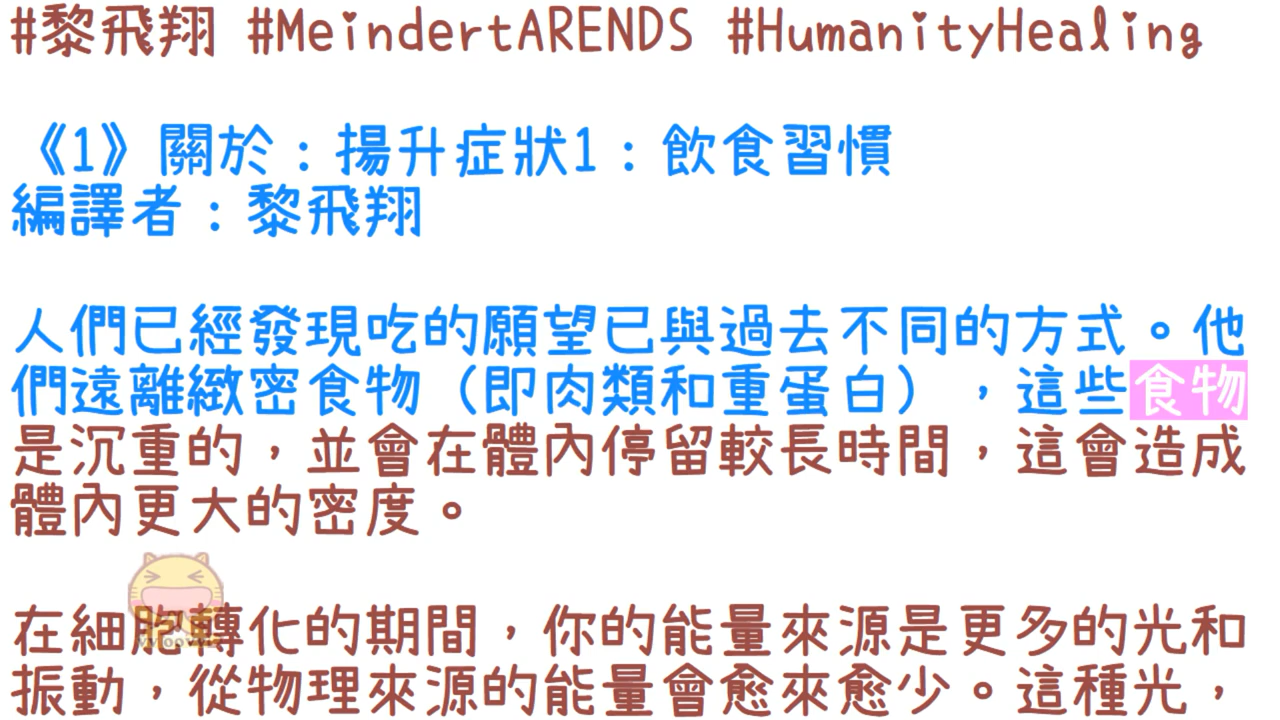 #黎飛翔 #MeindertARENDS #HumanityHealing
《1》關於：揚升症狀1：飲食習慣
編譯者：黎飛翔
人們已經發現吃的願望已與過去不同的方式。他
們遠離緻密食物（即肉類和重蛋白），這些食物
是沉重的，並會在體內停留較長時間，這會造成
體內更大的密度。
在細胞轉化的期間，你的能量來源是更多的光和
振動，從物理來源的能量會愈來愈少。這種光，